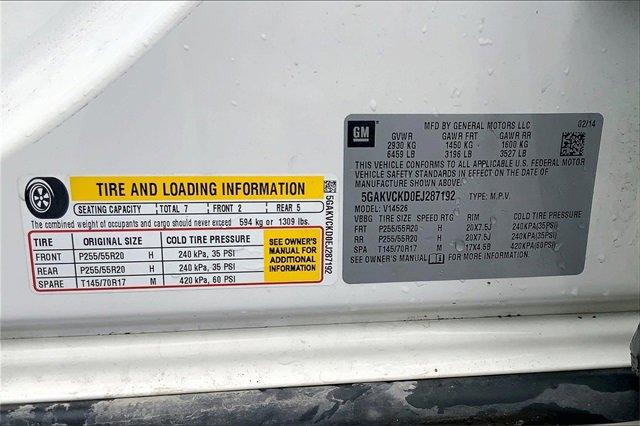 TIRE AND LOADING INFORMATION
SEATING CAPACITY TOTAL 7 FRONT 2 REAR 5
The combined weight of occupants and cargo should never exceed 594 kg or 1309 lbs.
TIRE ORIGINAL SIZE COLD TIRE PRESSURE
FRONT P255/55R20 H 240 kPa, 35 PSI
REAR P255/55R20 H 240 kPa, 35 PSI
SPARE T145/70R17 M 420 kPa, 60 PSI
SEE OWNER'S
MANUAL FOR
ADDITIONAL
INFORMATION
5GAKVCKD0EJ287192
GM
MFD BY GENERAL MOTORS LLC 02/14
GVWR GAWR FRT GAWR RR
2930 KG 1450 KG 1600 KG
6459 LB 3196 LB 3527 LB
THIS VEHICLE CONFORMS TO ALL APPLICABLE U.S. FEDERAL MOTOR
VEHICLE SAFETY STANDARDS IN EFFECT ON THE DATE OF
MANUFACTURE SHOWN ABOVE.
5GAKVCKD0EJ287192 TYPE: M.P.V.
MODEL: V14526
VBBG TIRE SIZE SPEED RTG RIM COLD TIRE PRESSURE
FRT P255/55R20 H 20X7.5J 240KPA(35PSI)
RR P255/55R20 H 20X7.5J 240KPA(35PSI)
SPA T145/70R17 M 17X4.5B 420KPA(60PSI)
SEE OWNER'S MANUAL FOR MORE INFORMATION.